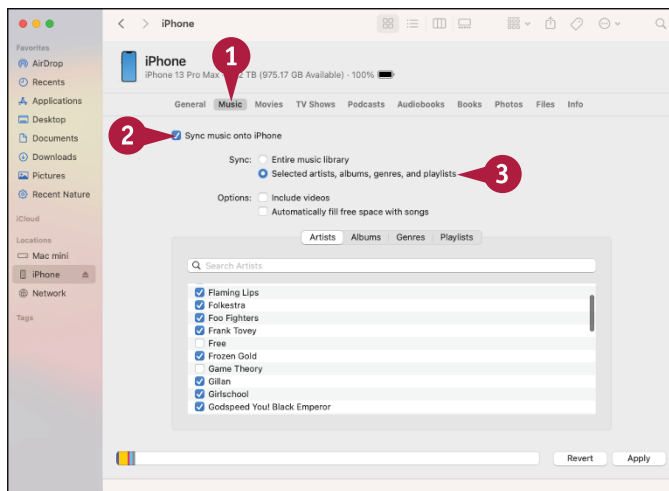 iPhone
Favorites
AirDrop
Recents
Applications
Desktop
Documents
Downloads
Pictures
Recent Nature
iCloud
Locations
Mac mini
iPhone
Network
Tags
iPhone
iPhone 13 Pro Max TB (975.17 GB Available) · 100%
1
General Music Movies TV Shows Podcasts Audiobooks Books Photos Files Info
2
Sync music onto iPhone
Sync: Entire music library
Selected artists, albums, genres, and playlists
3
Options: Include videos
Automatically fill free space with songs
Artists Albums Genres Playlists
Search Artists
Flaming Lips
Folkestra
Foo Fighters
Frank Tovey
Free
Frozen Gold
Game Theory
Gillan
Girlschool
Godspeed You! Black Emperor
Revert Apply